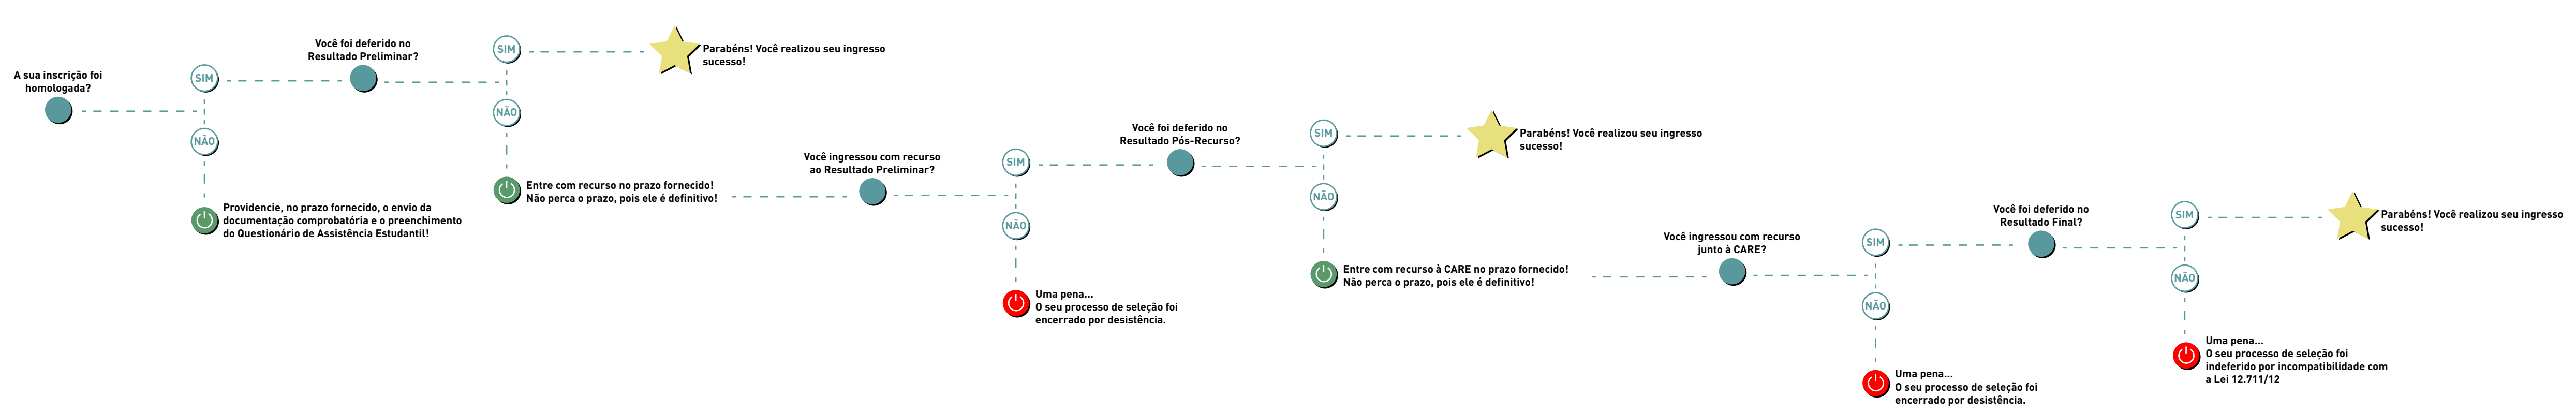 A sua inscrição foi
homologada?
SIM
NÃO
Providencie, no prazo fornecido, o envio da
documentação comprobatória e o preenchimento
do Questionário de Assistência Estudantil!
Você foi deferido no
Resultado Preliminar?
SIM
Parabéns! Você realizou seu ingresso
sucesso!
NÃO
Entre com recurso no prazo fornecido!
Não perca o prazo, pois ele é definitivo!
Você ingressou com recurso
ao Resultado Preliminar?
SIM
NÃO
Uma pena...
O seu processo de seleção foi
encerrado por desistência.
Você foi deferido no
Resultado Pós-Recurso?
SIM
Parabéns! Você realizou seu ingresso
sucesso!
NÃO
Entre com recurso à CARE no prazo fornecido!
Não perca o prazo, pois ele é definitivo!
Você ingressou com recurso
junto à CARE?
SIM
NÃO
Uma pena...
O seu processo de seleção foi
encerrado por desistência.
Você foi deferido no
Resultado Final?
SIM
Parabéns! Você realizou seu ingresso
sucesso!
NÃO
Uma pena...
O seu processo de seleção foi
indeferido por incompatibilidade com
a Lei 12.711/12